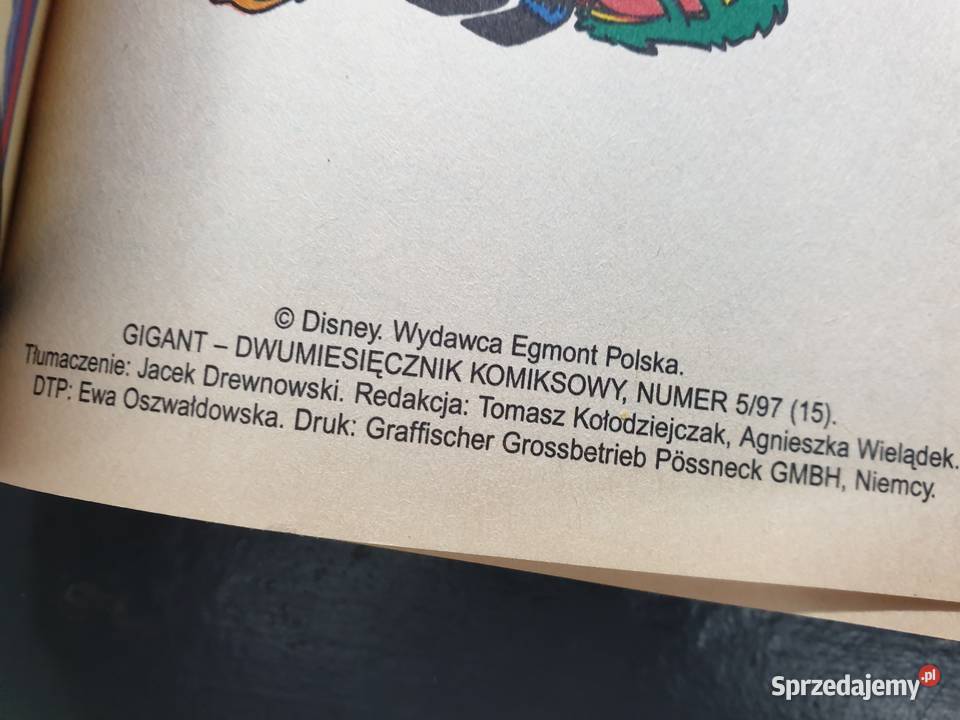 © Disney. Wydawca Egmont Polska.
GIGANT – DWUMIESIĘCZNIK KOMIKSOWY, NUMER 5/97 (15).
Tłumaczenie: Jacek Drewnowski. Redakcja: Tomasz Kołodziejczak, Agnieszka Wielądek.
DTP: Ewa Oszwałdowska. Druk: Graffischer Grossbetrieb Pössneck GMBH, Niemcy.
Sprzedajemy.pl